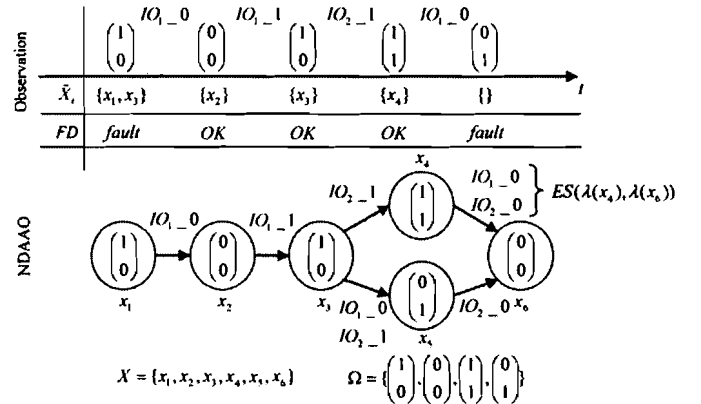 Observation
IO₁_0 IO₁_1 IO₂_1 IO₁_0
(1 0) (0 0) (1 0) (1 1) (0 1)
t
X̃ₜ {x₁, x₃} {x₂} {x₃} {x₄} {}
FD fault OK OK OK fault
NDAAO
x₄
IO₂_1 (1 1) IO₁_0
IO₂_0 } ES(λ(x₄), λ(x₆))
IO₁_0 IO₁_1
(1 0) (0 0) (1 0) (0 0)
x₁ x₂ x₃ x₆
(0 1)
IO₁_0 IO₂_0
IO₂_1 x₅
X = {x₁, x₂, x₃, x₄, x₅, x₆} Ω = {(1 0), (0 0), (1 1), (0 1)}